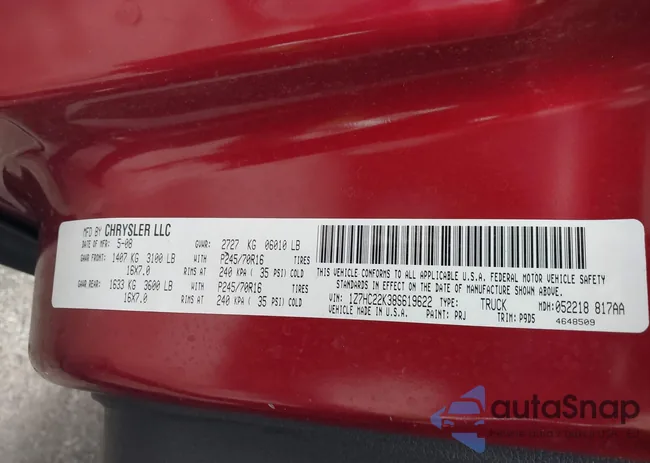 MFD BY CHRYSLER LLC
DATE OF MFR: 5-08 GVWR: 2727 KG 06010 LB
GAWR FRONT: 1407 KG 3100 LB WITH P245/70R16 TIRES
16X7.0 RIMS AT 240 KPA ( 35 PSI) COLD
GAWR REAR: 1633 KG 3600 LB WITH P245/70R16 TIRES
16X7.0 RIMS AT 240 KPA ( 35 PSI) COLD
THIS VEHICLE CONFORMS TO ALL APPLICABLE U.S.A. FEDERAL MOTOR VEHICLE SAFETY
STANDARDS IN EFFECT ON THE DATE OF MANUFACTURE SHOWN ABOVE.
VIN: 1Z7HC22K38S619622 TYPE: TRUCK MDH: 052218 817AA
VEHICLE MADE IN U.S.A. PAINT: PRJ TRIM: P9D5 4648509
autaSnap